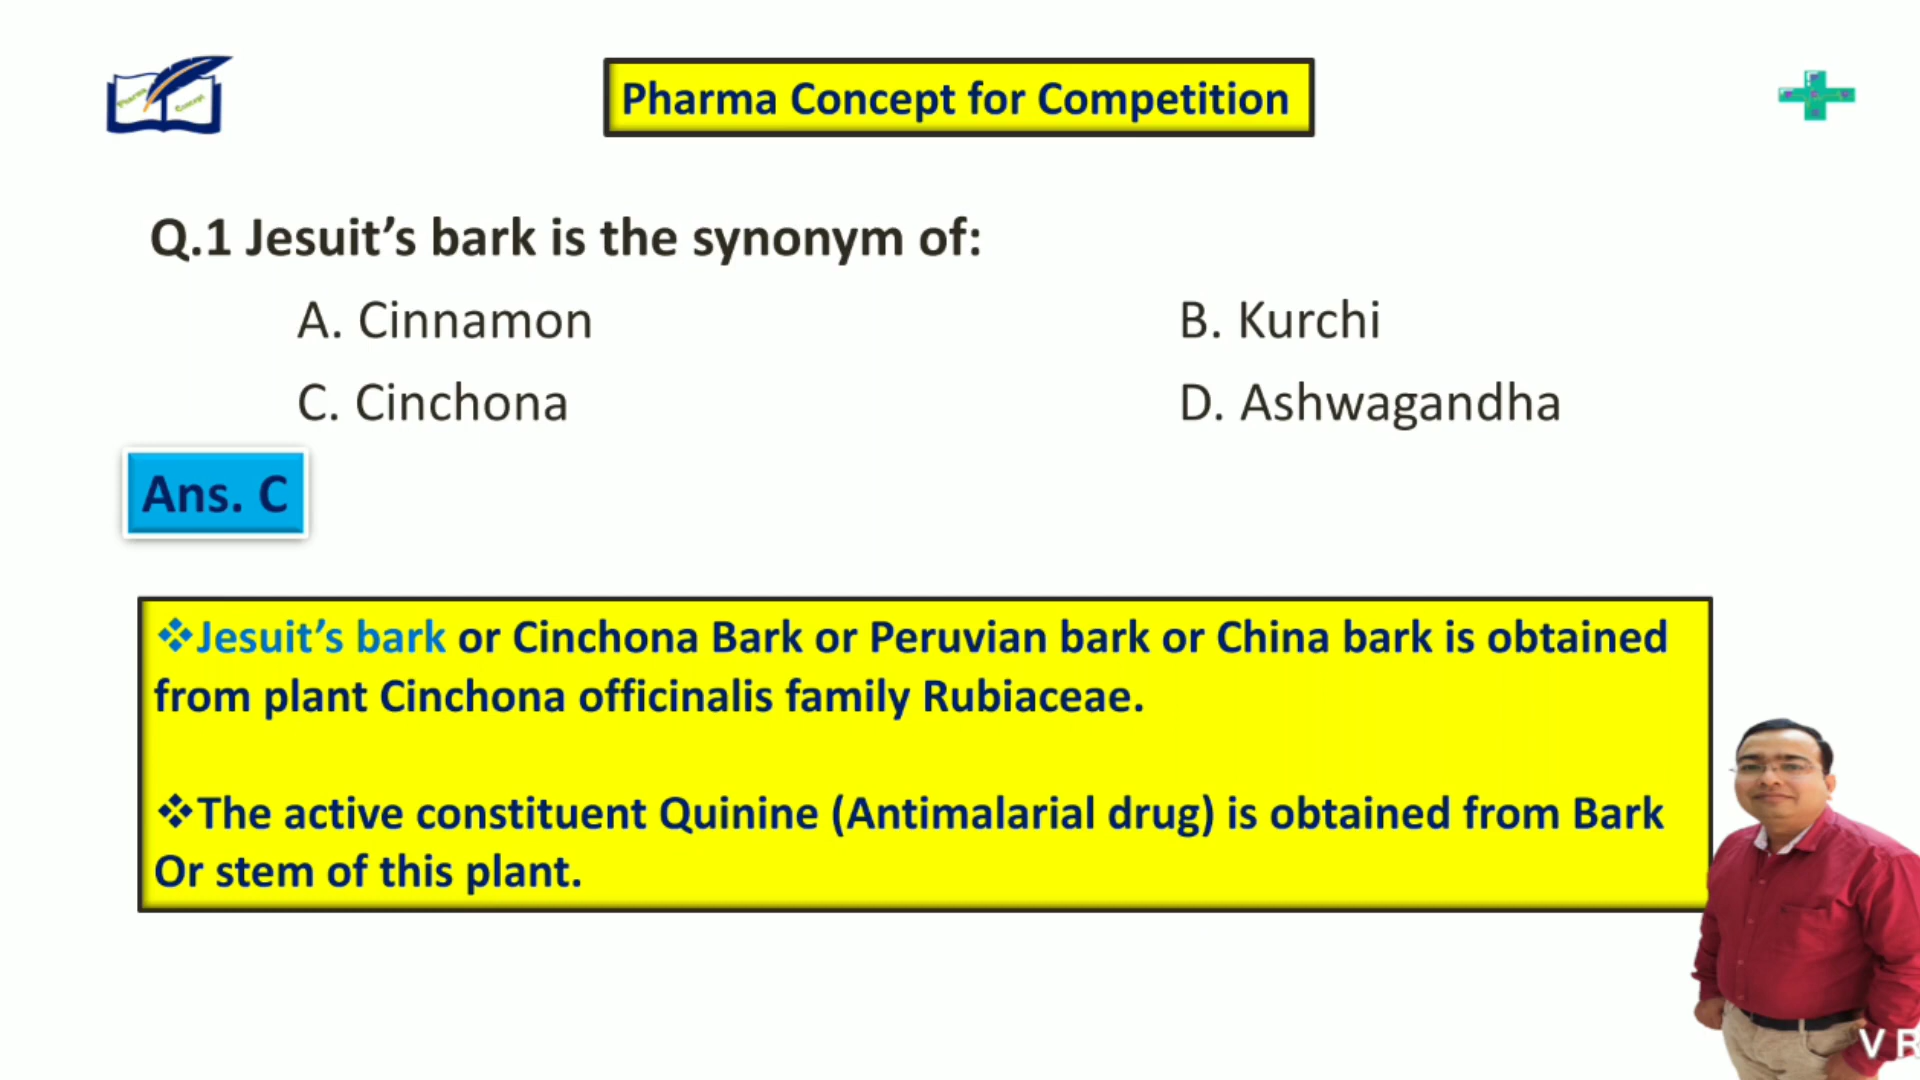 Pharma Concept
Pharma Concept for Competition
Q.1 Jesuit’s bark is the synonym of:
A. Cinnamon B. Kurchi
C. Cinchona D. Ashwagandha
Ans. C
❖Jesuit’s bark or Cinchona Bark or Peruvian bark or China bark is obtained
from plant Cinchona officinalis family Rubiaceae.
❖The active constituent Quinine (Antimalarial drug) is obtained from Bark
Or stem of this plant.
V R